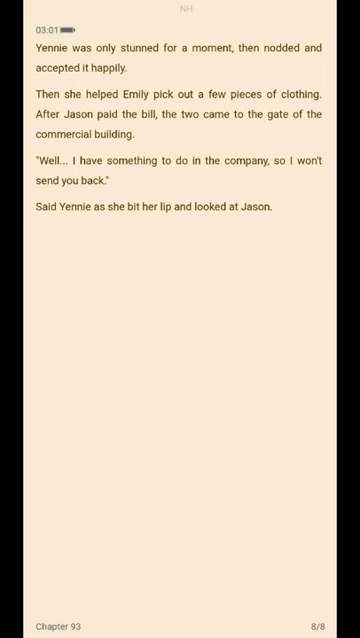 NH
03:01
Yennie was only stunned for a moment, then nodded and
accepted it happily.
Then she helped Emily pick out a few pieces of clothing.
After Jason paid the bill, the two came to the gate of the
commercial building.
"Well... I have something to do in the company, so I won't
send you back."
Said Yennie as she bit her lip and looked at Jason.
Chapter 93
8/8